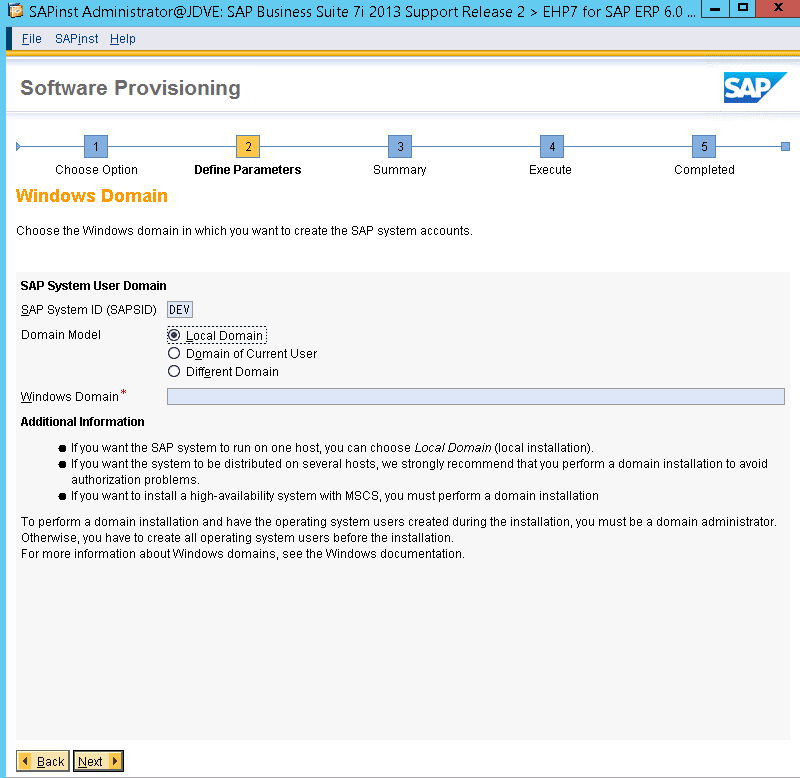 SAPinst Administrator@JDVE: SAP Business Suite 7i 2013 Support Release 2 > EHP7 for SAP ERP 6.0 ...
File SAPinst Help
Software Provisioning
SAP
1 2 3 4 5
Choose Option Define Parameters Summary Execute Completed
Windows Domain
Choose the Windows domain in which you want to create the SAP system accounts.
SAP System User Domain
SAP System ID (SAPSID) DEV
Domain Model Local Domain
Domain of Current User
Different Domain
Windows Domain *
Additional Information
● If you want the SAP system to run on one host, you can choose Local Domain (local installation).
● If you want the system to be distributed on several hosts, we strongly recommend that you perform a domain installation to avoid
authorization problems.
● If you want to install a high-availability system with MSCS, you must perform a domain installation
To perform a domain installation and have the operating system users created during the installation, you must be a domain administrator.
Otherwise, you have to create all operating system users before the installation.
For more information about Windows domains, see the Windows documentation.
Back Next